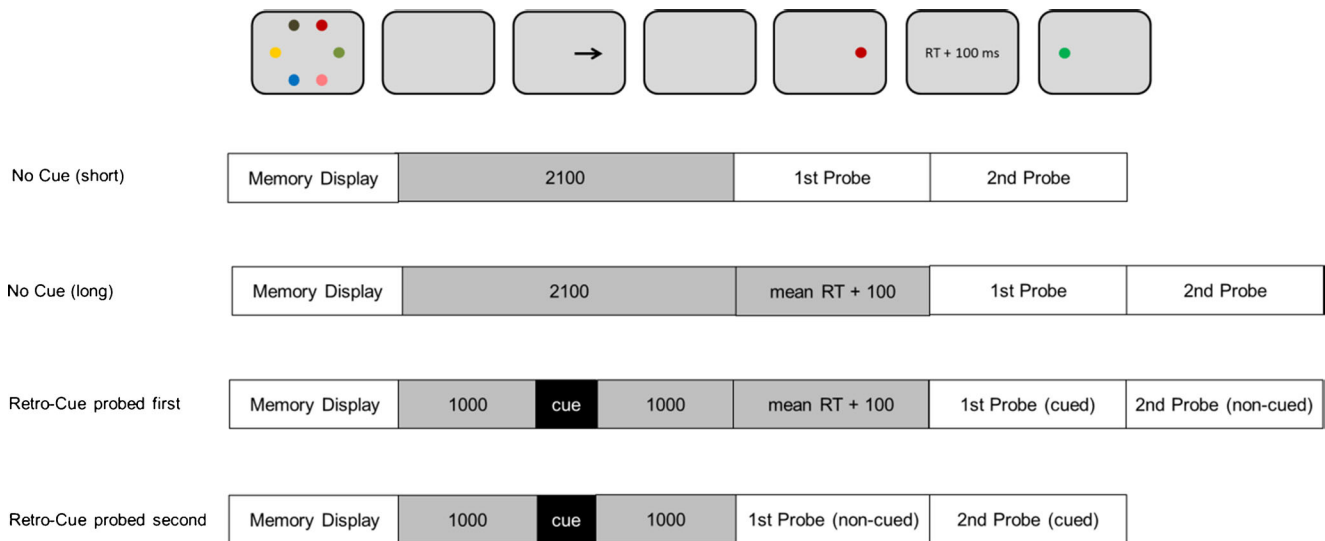 RT + 100 ms
No Cue (short) Memory Display 2100 1st Probe 2nd Probe
No Cue (long) Memory Display 2100 mean RT + 100 1st Probe 2nd Probe
Retro-Cue probed first Memory Display 1000 cue 1000 mean RT + 100 1st Probe (cued) 2nd Probe (non-cued)
Retro-Cue probed second Memory Display 1000 cue 1000 1st Probe (non-cued) 2nd Probe (cued)